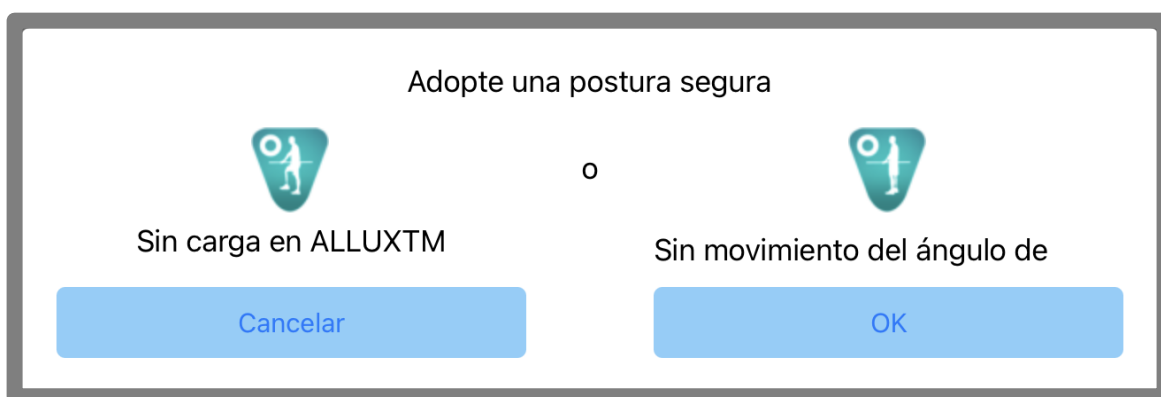 Adopte una postura segura
o
Sin carga en ALLUXTM
Sin movimiento del ángulo de
Cancelar
OK